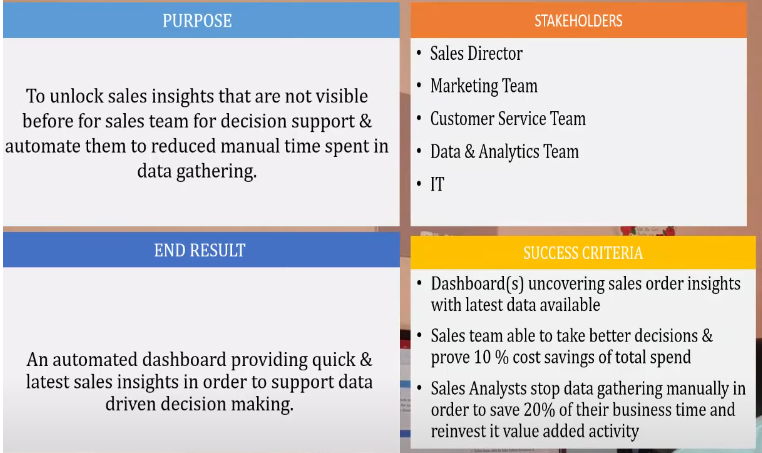 PURPOSE
To unlock sales insights that are not visible
before for sales team for decision support &
automate them to reduced manual time spent in
data gathering.
STAKEHOLDERS
• Sales Director
• Marketing Team
• Customer Service Team
• Data & Analytics Team
• IT
END RESULT
An automated dashboard providing quick &
latest sales insights in order to support data
driven decision making.
SUCCESS CRITERIA
• Dashboard(s) uncovering sales order insights
with latest data available
• Sales team able to take better decisions &
prove 10 % cost savings of total spend
• Sales Analysts stop data gathering manually in
order to save 20% of their business time and
reinvest it value added activity